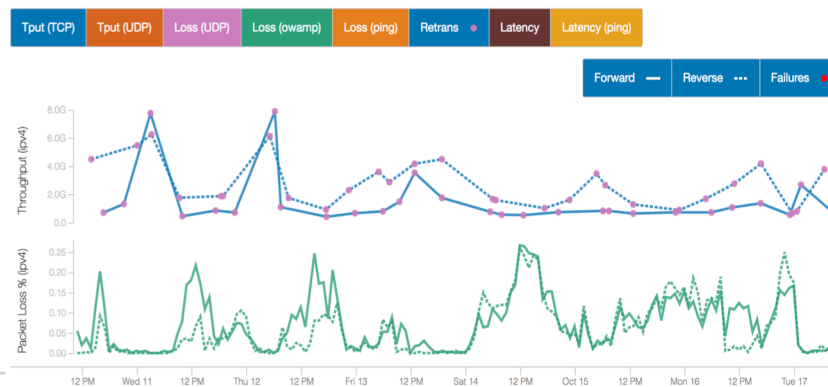 Tput (TCP) Tput (UDP) Loss (UDP) Loss (owamp) Loss (ping) Retrans Latency Latency (ping)
Forward Reverse Failures
Throughput (ipv4)
8.0G
6.0G
4.0G
2.0G
0.0
Packet Loss % (ipv4)
0.25
0.20
0.15
0.10
0.05
0.00
12 PM Wed 11 12 PM Thu 12 12 PM Fri 13 12 PM Sat 14 12 PM Oct 15 12 PM Mon 16 12 PM Tue 17